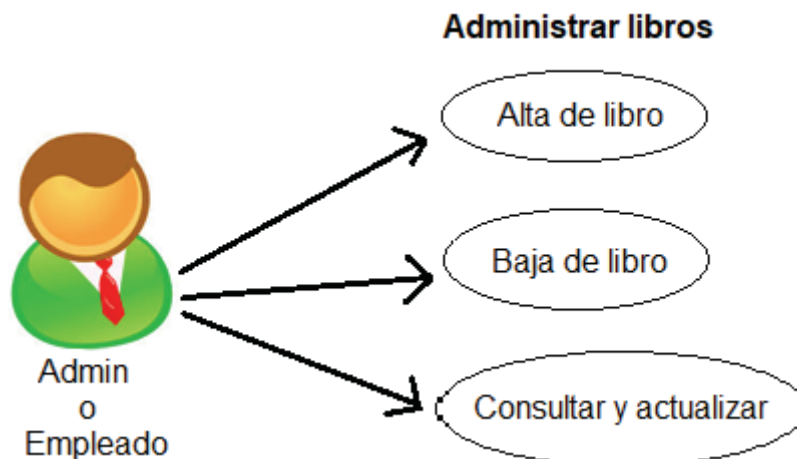 Administrar libros
Alta de libro
Baja de libro
Consultar y actualizar
Admin
o
Empleado